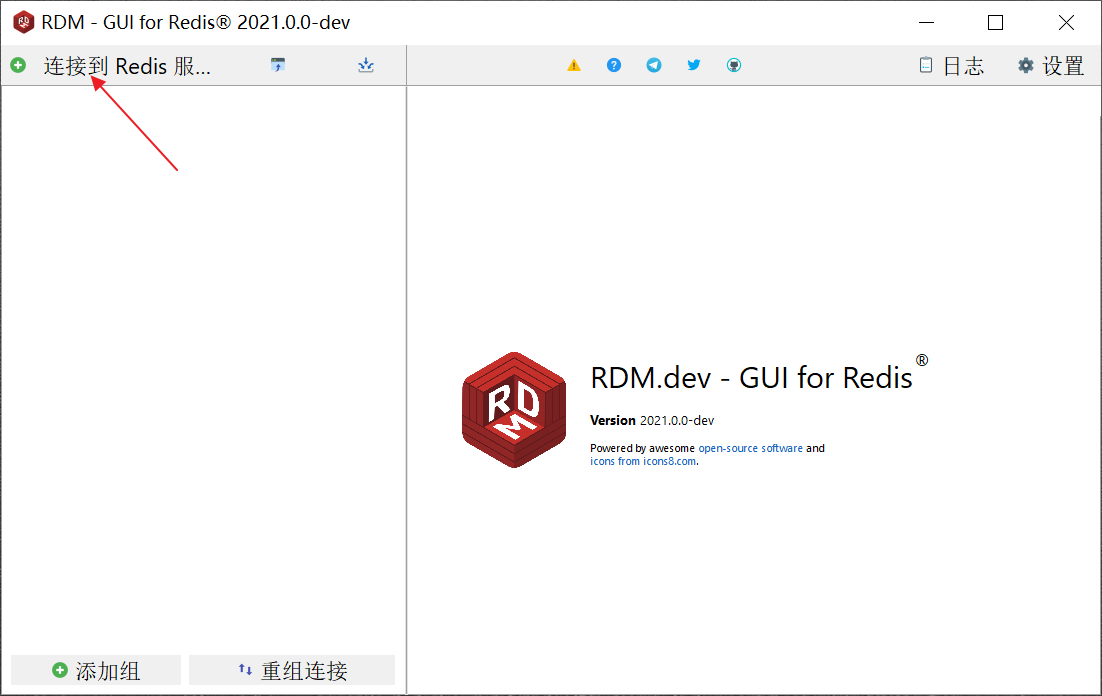 RDM - GUI for Redis® 2021.0.0-dev
连接到 Redis 服...
日志 设置
RDM
RDM.dev - GUI for Redis®
Version 2021.0.0-dev
Powered by awesome open-source software and
icons from icons8.com.
添加组 重组连接